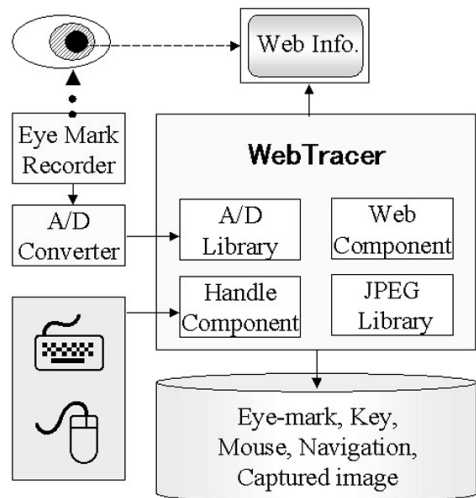 Web Info.
Eye Mark
Recorder
WebTracer
A/D
Converter
A/D
Library
Web
Component
Handle
Component
JPEG
Library
Eye-mark, Key,
Mouse, Navigation,
Captured image